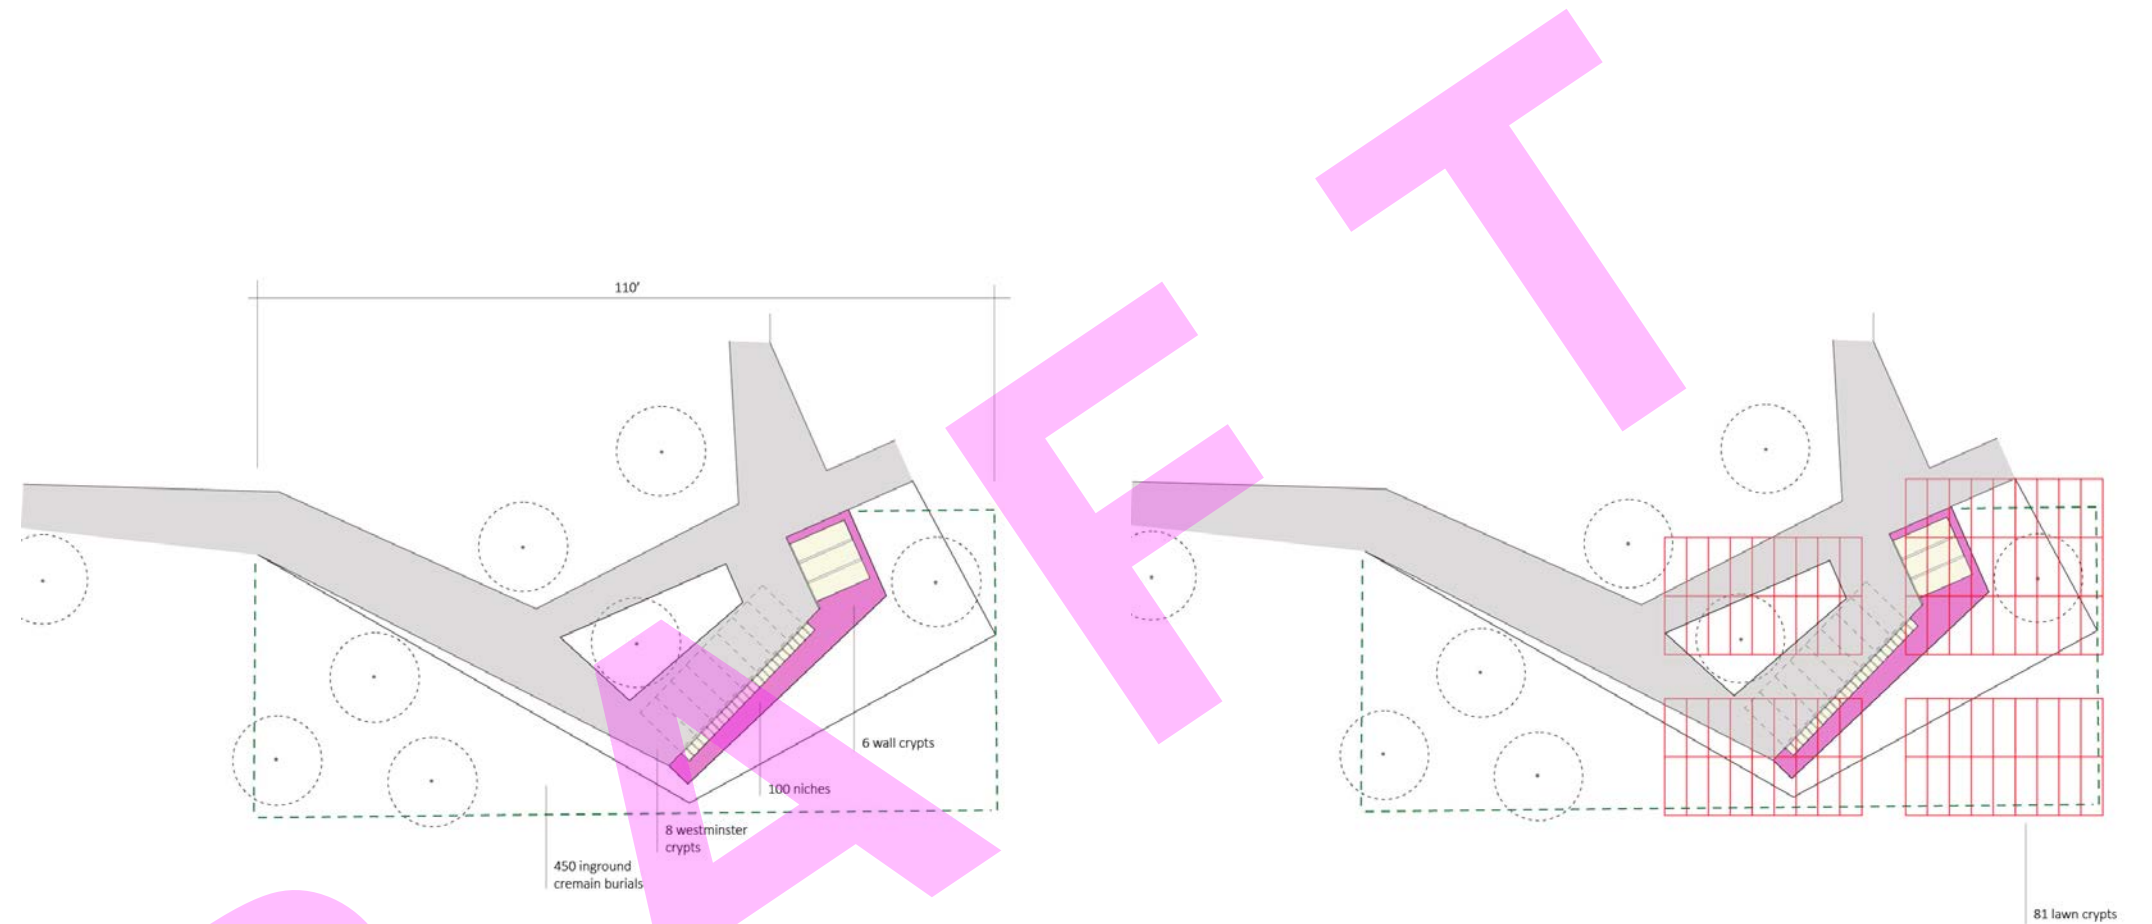 110'
6 wall crypts
100 niches
8 westminster
crypts
450 inground
cremain burials
81 lawn crypts
DRAFT